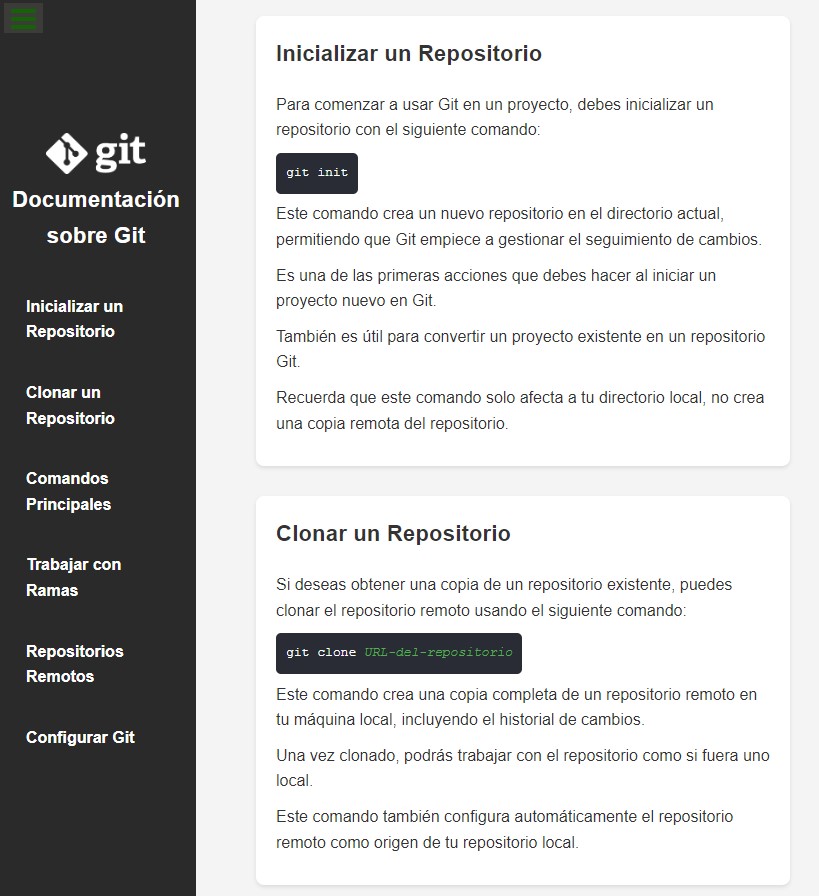 git
Documentación
sobre Git
Inicializar un
Repositorio
Clonar un
Repositorio
Comandos
Principales
Trabajar con
Ramas
Repositorios
Remotos
Configurar Git
Inicializar un Repositorio
Para comenzar a usar Git en un proyecto, debes inicializar un
repositorio con el siguiente comando:
git init
Este comando crea un nuevo repositorio en el directorio actual,
permitiendo que Git empiece a gestionar el seguimiento de cambios.
Es una de las primeras acciones que debes hacer al iniciar un
proyecto nuevo en Git.
También es útil para convertir un proyecto existente en un repositorio
Git.
Recuerda que este comando solo afecta a tu directorio local, no crea
una copia remota del repositorio.
Clonar un Repositorio
Si deseas obtener una copia de un repositorio existente, puedes
clonar el repositorio remoto usando el siguiente comando:
git clone URL-del-repositorio
Este comando crea una copia completa de un repositorio remoto en
tu máquina local, incluyendo el historial de cambios.
Una vez clonado, podrás trabajar con el repositorio como si fuera uno
local.
Este comando también configura automáticamente el repositorio
remoto como origen de tu repositorio local.